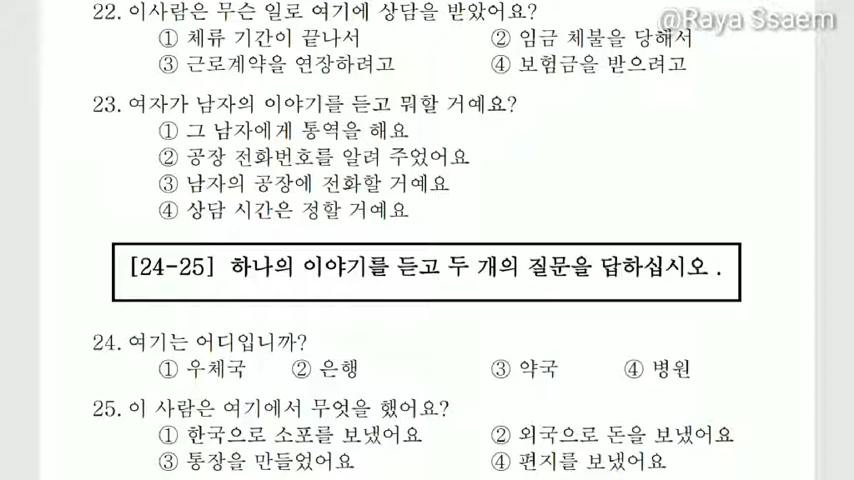 @Raya Ssaem
22. 이사람은 무슨 일로 여기에 상담을 받았어요?
① 체류 기간이 끝나서 ② 임금 체불을 당해서
③ 근로계약을 연장하려고 ④ 보험금을 받으려고
23. 여자가 남자의 이야기를 듣고 뭐할 거예요?
① 그 남자에게 통역을 해요
② 공장 전화번호를 알려 주었어요
③ 남자의 공장에 전화할 거예요
④ 상담 시간은 정할 거예요
[24-25] 하나의 이야기를 듣고 두 개의 질문을 답하십시오 .
24. 여기는 어디입니까?
① 우체국 ② 은행 ③ 약국 ④ 병원
25. 이 사람은 여기에서 무엇을 했어요?
① 한국으로 소포를 보냈어요 ② 외국으로 돈을 보냈어요
③ 통장을 만들었어요 ④ 편지를 보냈어요